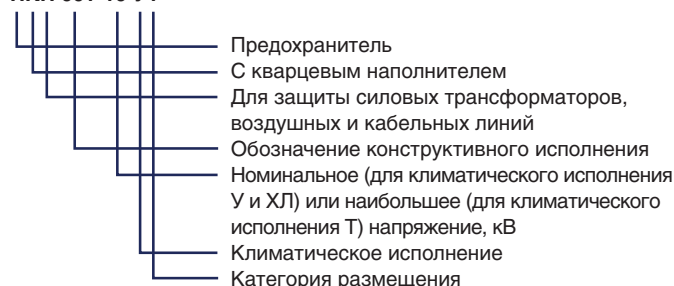 Предохранитель
С кварцевым наполнителем
Для защиты силовых трансформаторов,
воздушных и кабельных линий
Обозначение конструктивного исполнения
Номинальное (для климатического исполнения
У и ХЛ) или наибольшее (для климатического
исполнения Т) напряжение, кВ
Климатическое исполнение
Категория размещения